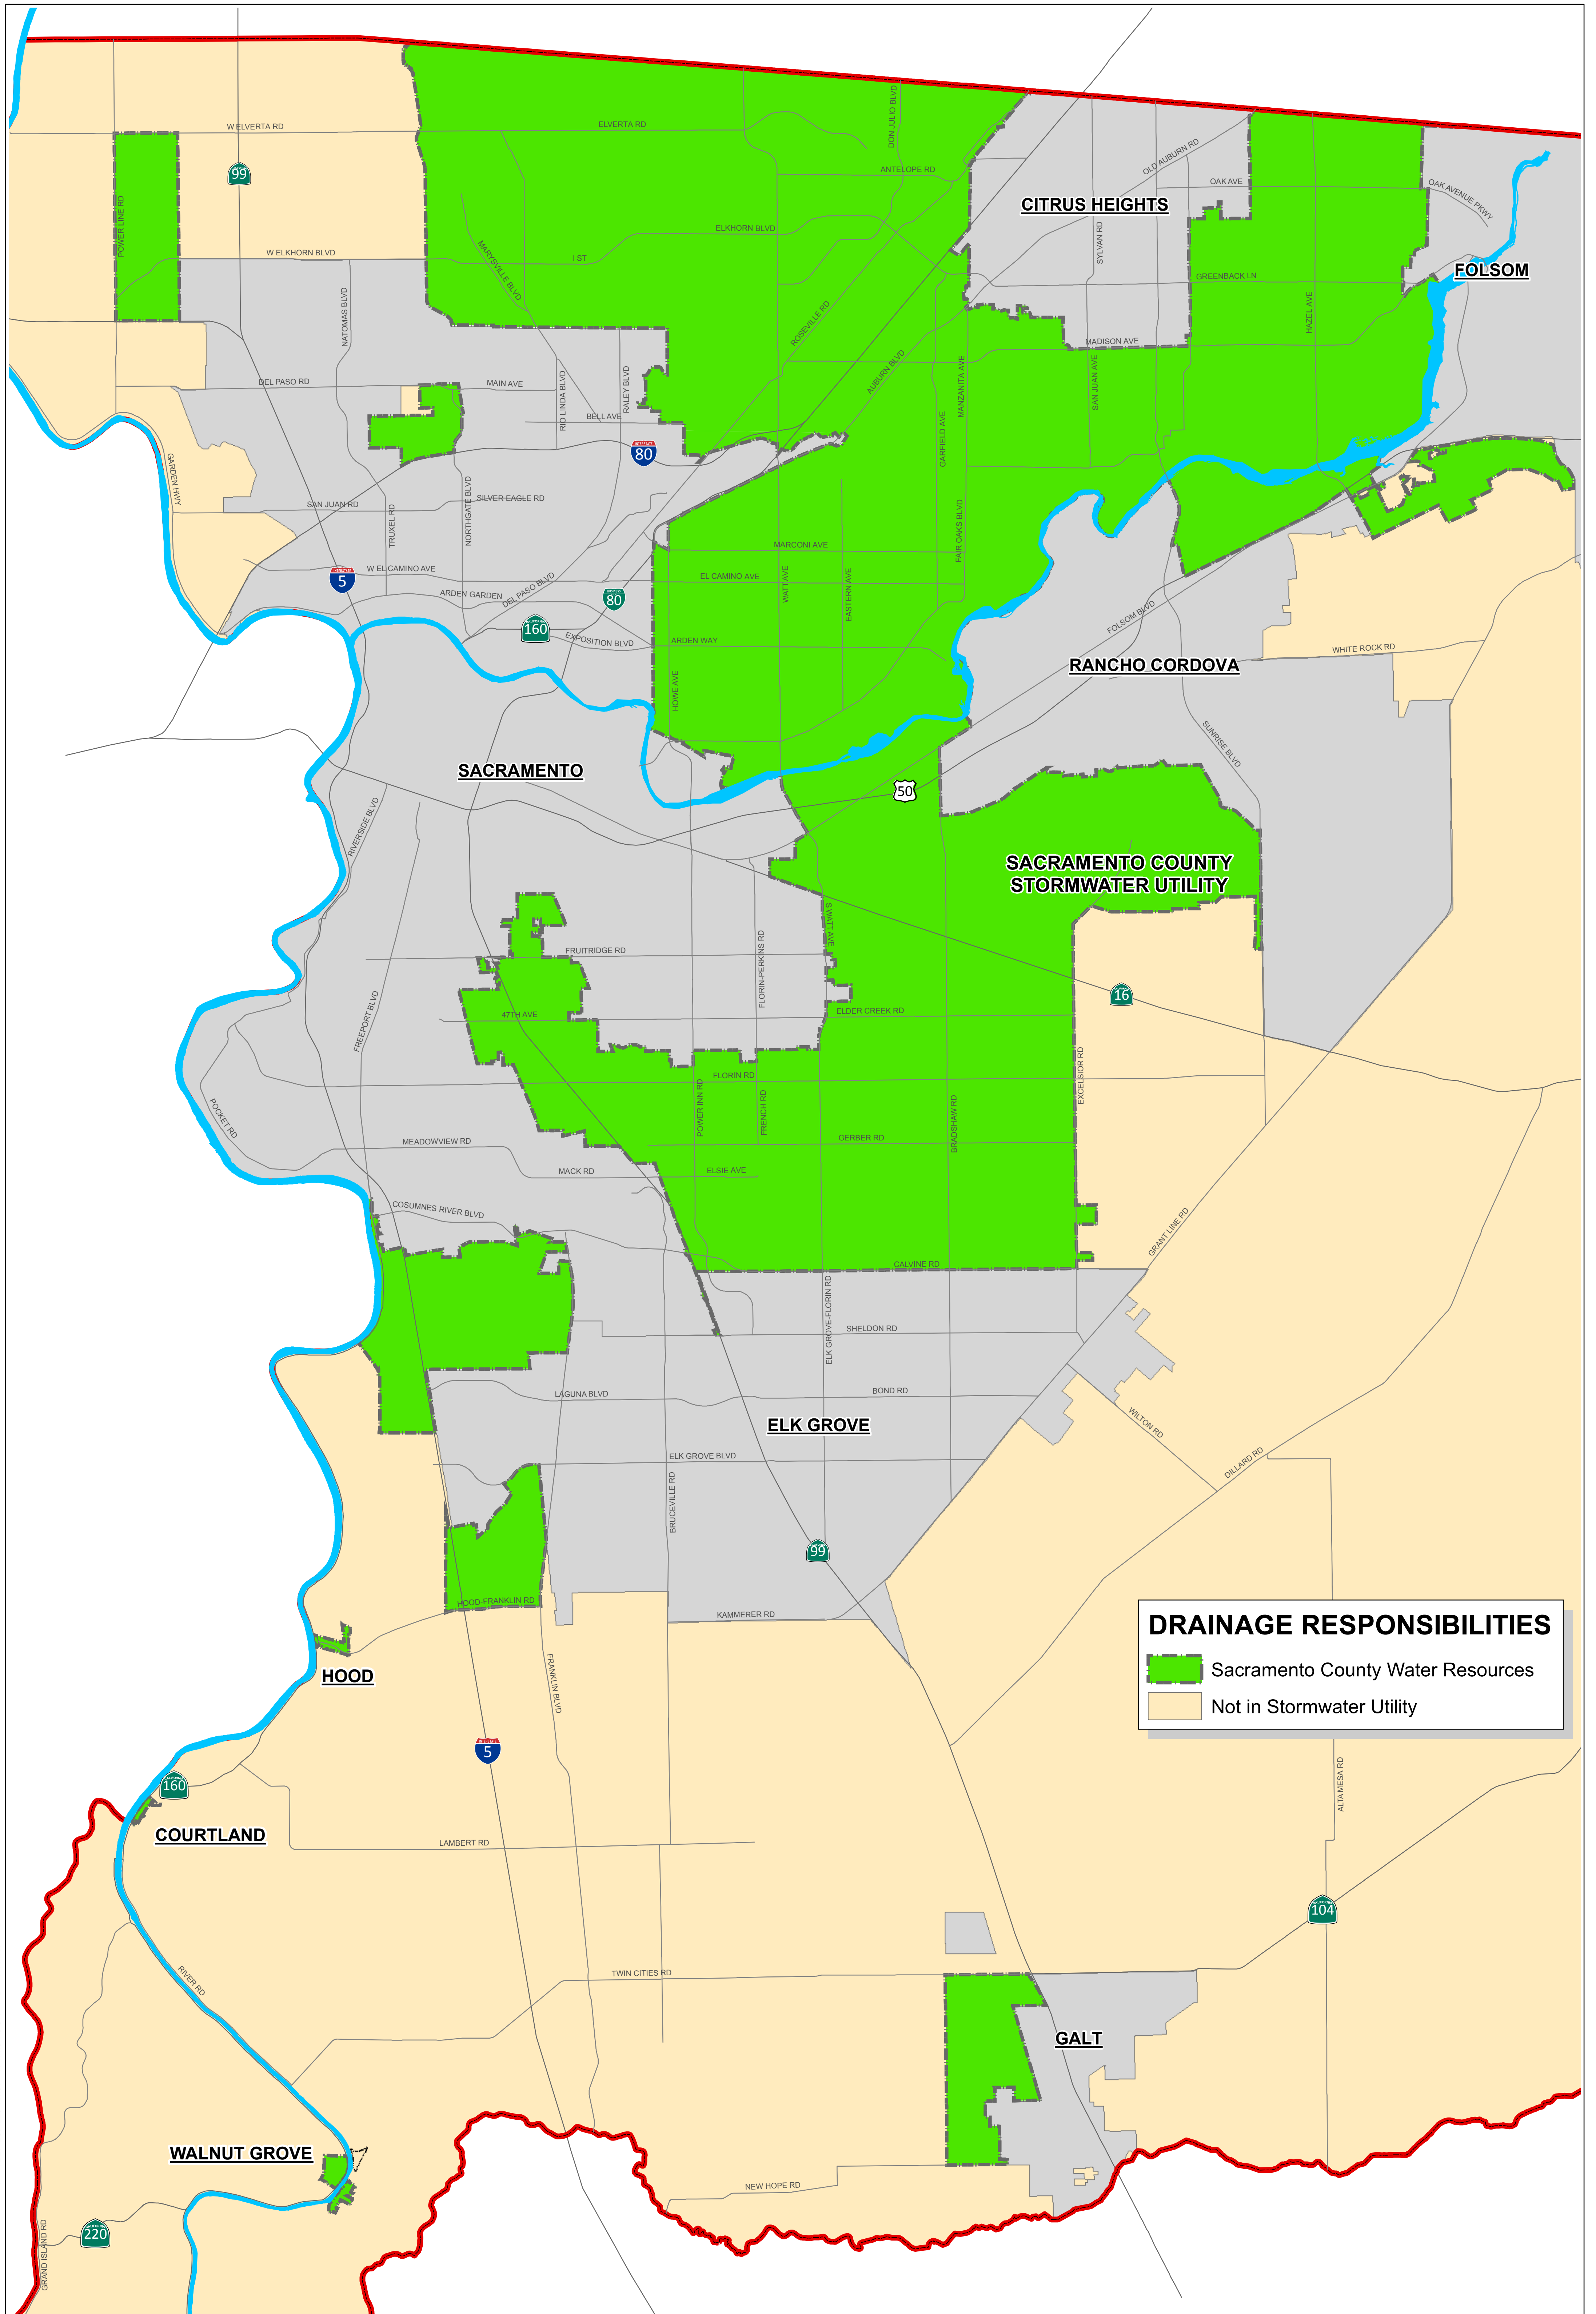 W ELVERTA RD
ELVERTA RD
DON JULIO BLVD
99
ANTELOPE RD
OLD AUBURN RD
OAK AVE
OAK AVENUE PKWY
CITRUS HEIGHTS
POWER LINE RD
MARYSVILLE BLVD
ELKHORN BLVD
SYLVAN RD
W ELKHORN BLVD
I ST
GREENBACK LN
FOLSOM
NATOMAS BLVD
ROSEVILLE RD
HAZEL AVE
MADISON AVE
DEL PASO RD
MAIN AVE
RIO LINDA BLVD
RALEY BLVD
AUBURN BLVD
MANZANITA AVE
SAN JUAN AVE
BELL AVE
GARFIELD AVE
80
GARDEN HWY
SAN JUAN RD
TRUXEL RD
NORTHGATE BLVD
SILVER EAGLE RD
FAIR OAKS BLVD
MARCONI AVE
W EL CAMINO AVE
5
EL CAMINO AVE
WATT AVE
EASTERN AVE
ARDEN GARDEN
DEL PASO BLVD
80
160
EXPOSITION BLVD
ARDEN WAY
FOLSOM BLVD
WHITE ROCK RD
RANCHO CORDOVA
HOWE AVE
SUNRISE BLVD
SACRAMENTO
50
RIVERSIDE BLVD
SACRAMENTO COUNTY
STORMWATER UTILITY
S WATT AVE
FRUITRIDGE RD
FLORIN-PERKINS RD
16
47TH AVE
ELDER CREEK RD
FREEPORT BLVD
FLORIN RD
EXCELSIOR RD
POCKET RD
POWER INN RD
FRENCH RD
BRADSHAW RD
MEADOWVIEW RD
GERBER RD
MACK RD
ELSIE AVE
COSUMNES RIVER BLVD
GRANT LINE RD
CALVINE RD
ELK GROVE-FLORIN RD
SHELDON RD
LAGUNA BLVD
BOND RD
ELK GROVE
WILTON RD
ELK GROVE BLVD
DILLARD RD
BRUCEVILLE RD
99
HOOD-FRANKLIN RD
KAMMERER RD
DRAINAGE RESPONSIBILITIES
Sacramento County Water Resources
Not in Stormwater Utility
HOOD
FRANKLIN BLVD
5
160
ALTA MESA RD
COURTLAND
LAMBERT RD
104
RIVER RD
TWIN CITIES RD
GALT
WALNUT GROVE
NEW HOPE RD
220
GRAND ISLAND RD